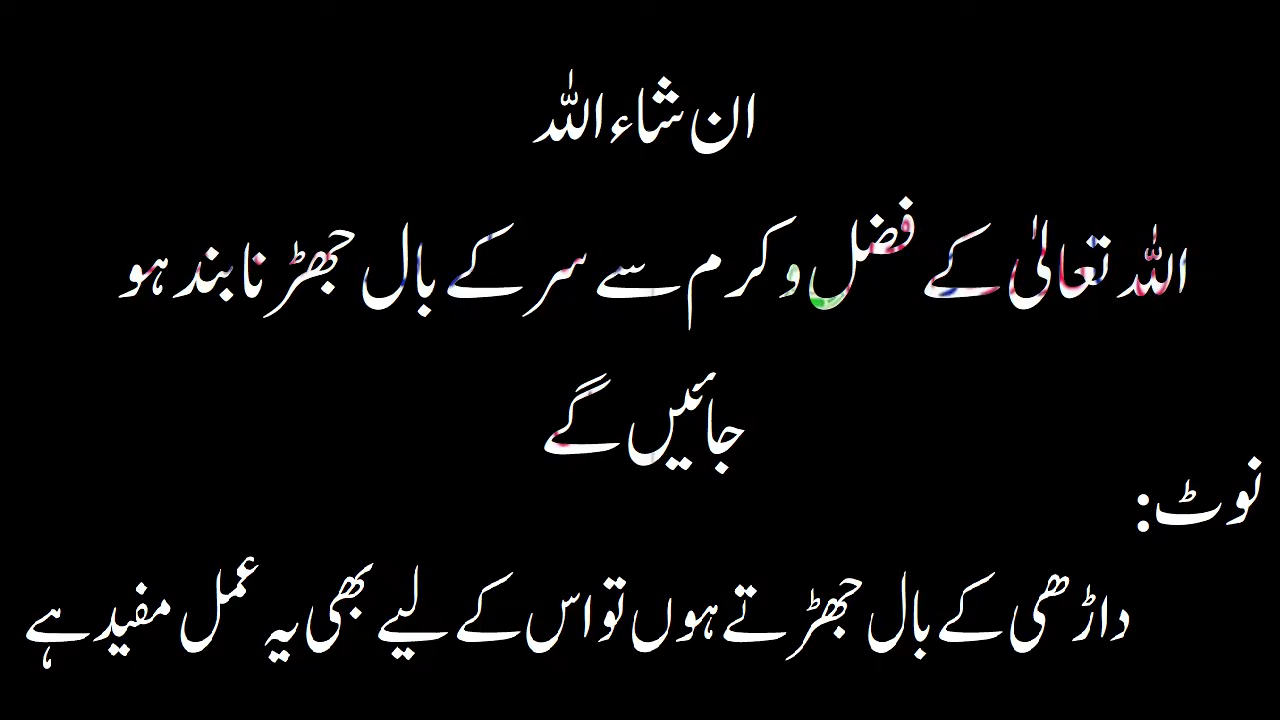 ان شاء اللہ
اللہ تعالیٰ کے فضل و کرم سے سر کے بال جھڑنا بند ہو
جائیں گے
نوٹ:
داڑھی کے بال جھڑتے ہوں تو اس کے لیے بھی یہ عمل مفید ہے